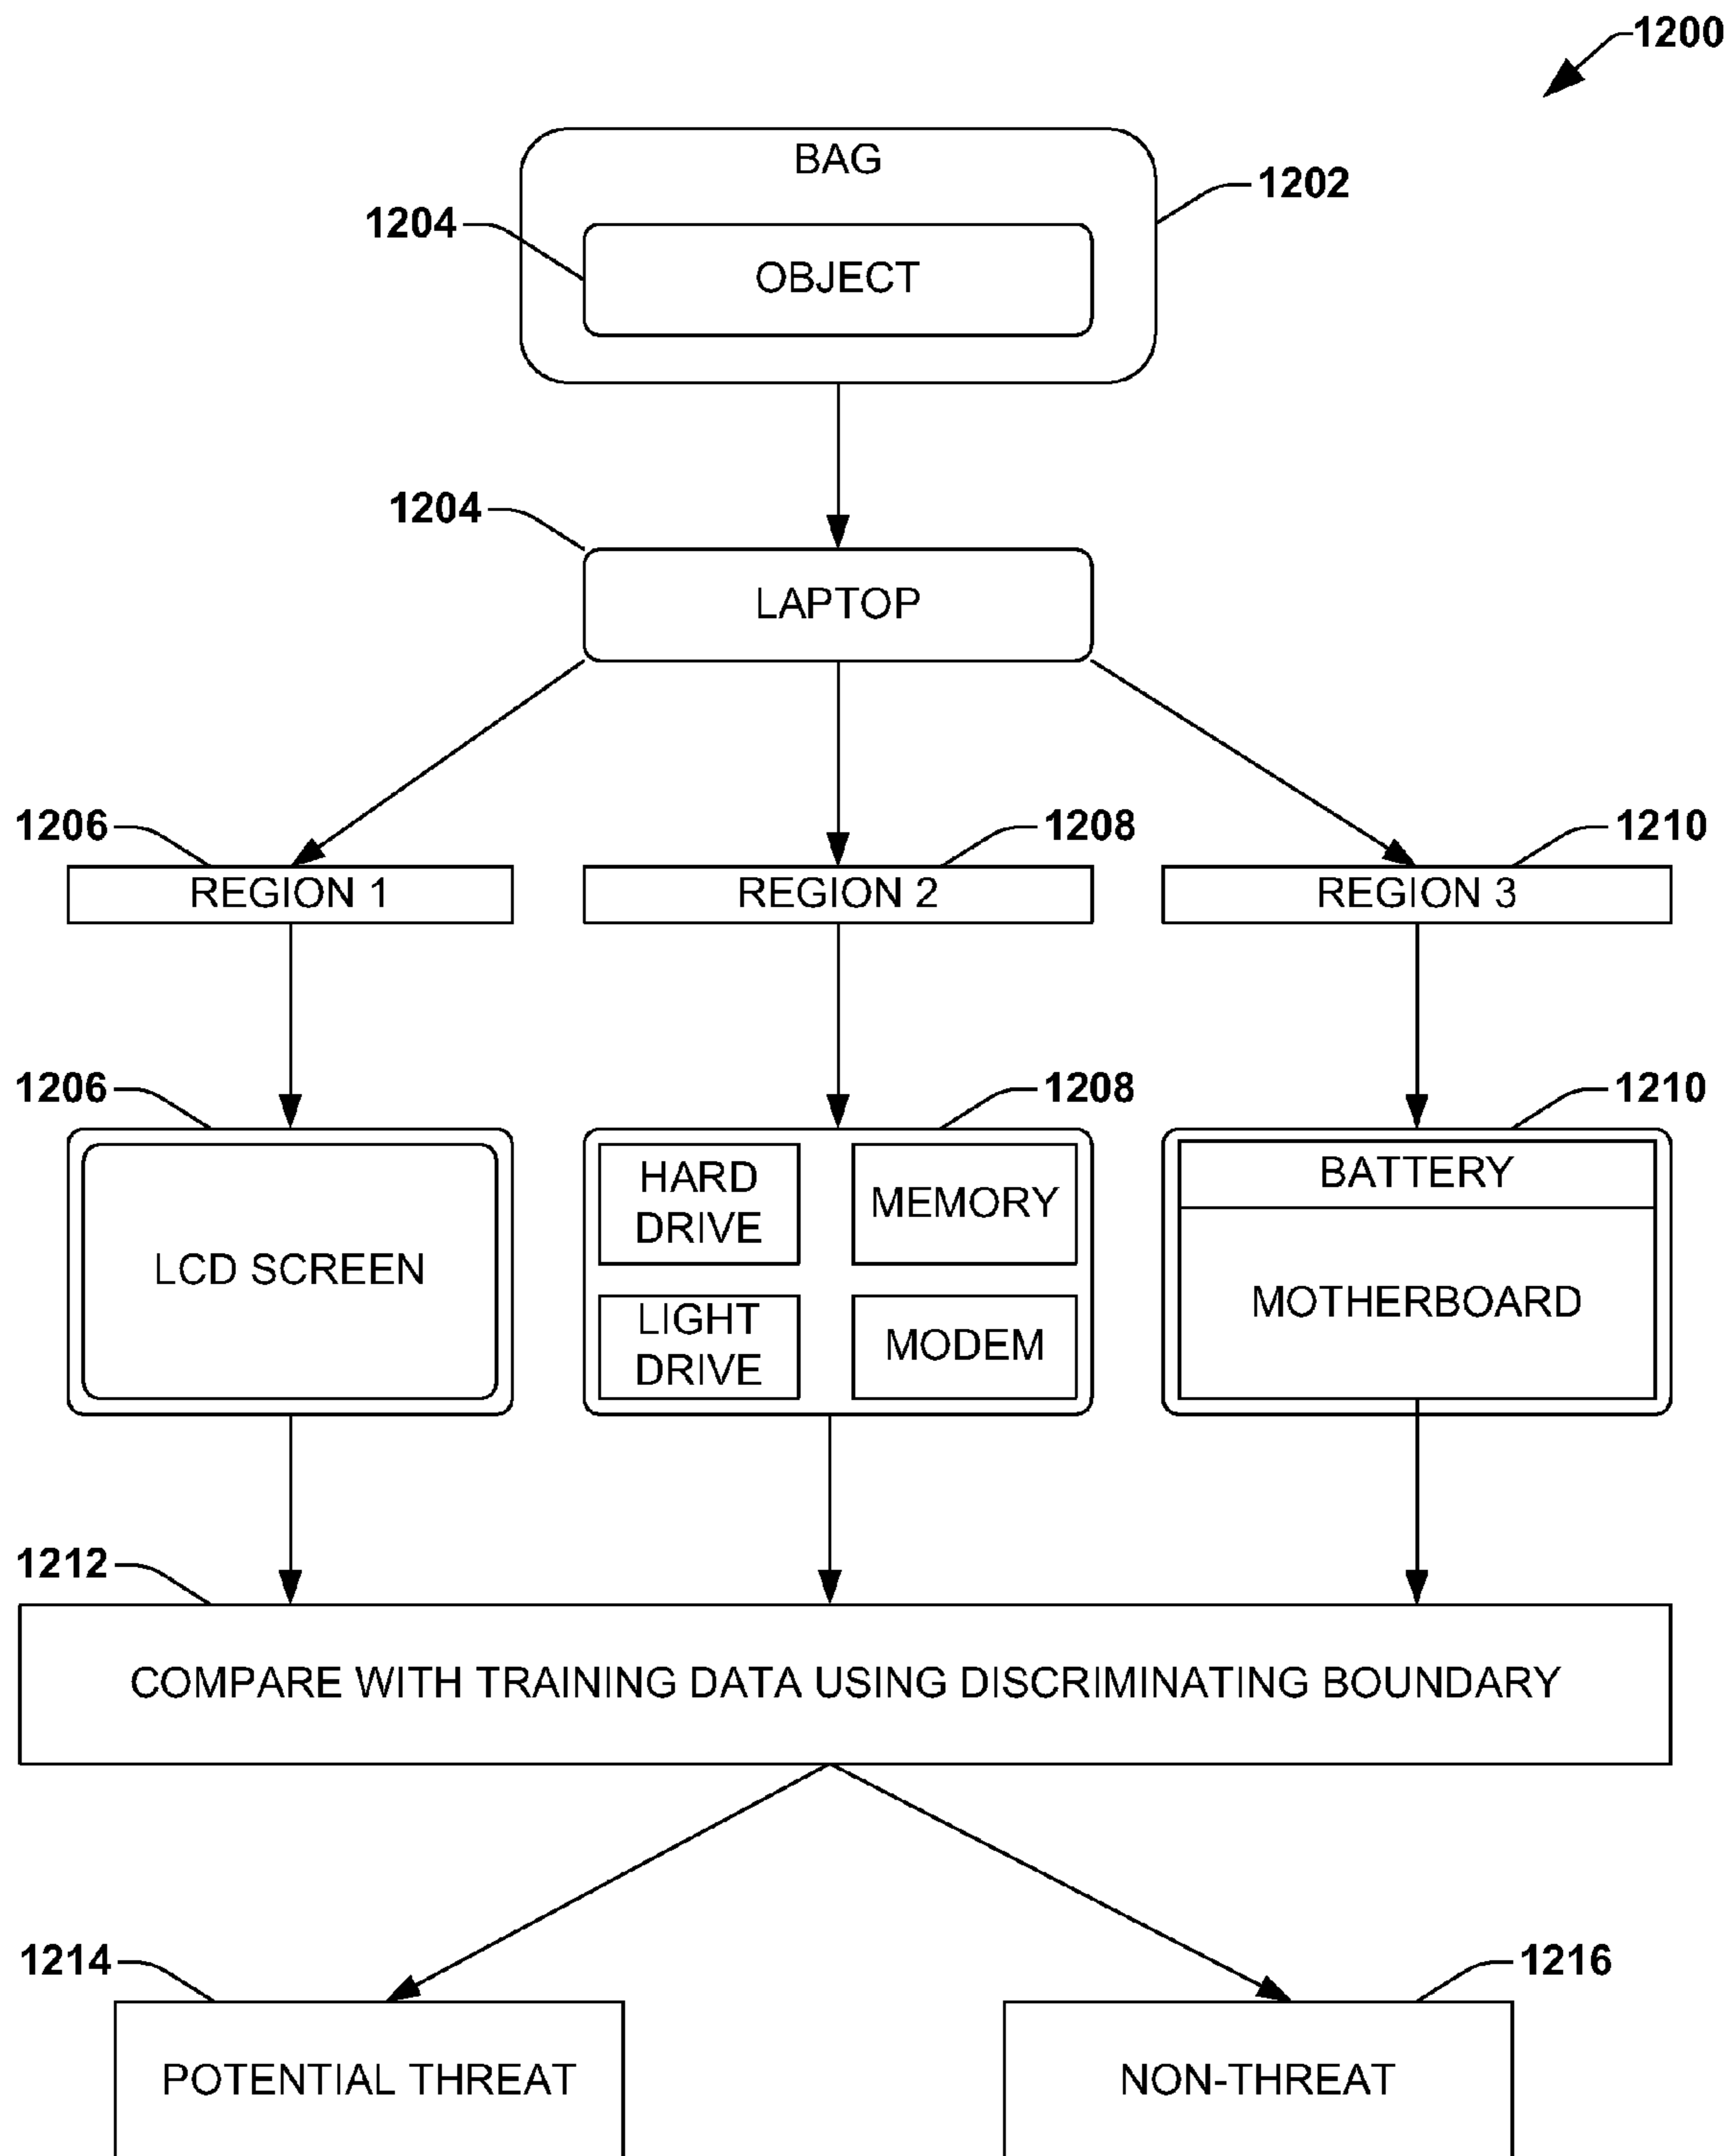 1200
BAG
1202
1204
OBJECT
1204
LAPTOP
1206
1208
1210
REGION 1
REGION 2
REGION 3
1206
1208
1210
LCD SCREEN
HARD
DRIVE
MEMORY
LIGHT
DRIVE
MODEM
BATTERY
MOTHERBOARD
1212
COMPARE WITH TRAINING DATA USING DISCRIMINATING BOUNDARY
1214
1216
POTENTIAL THREAT
NON-THREAT